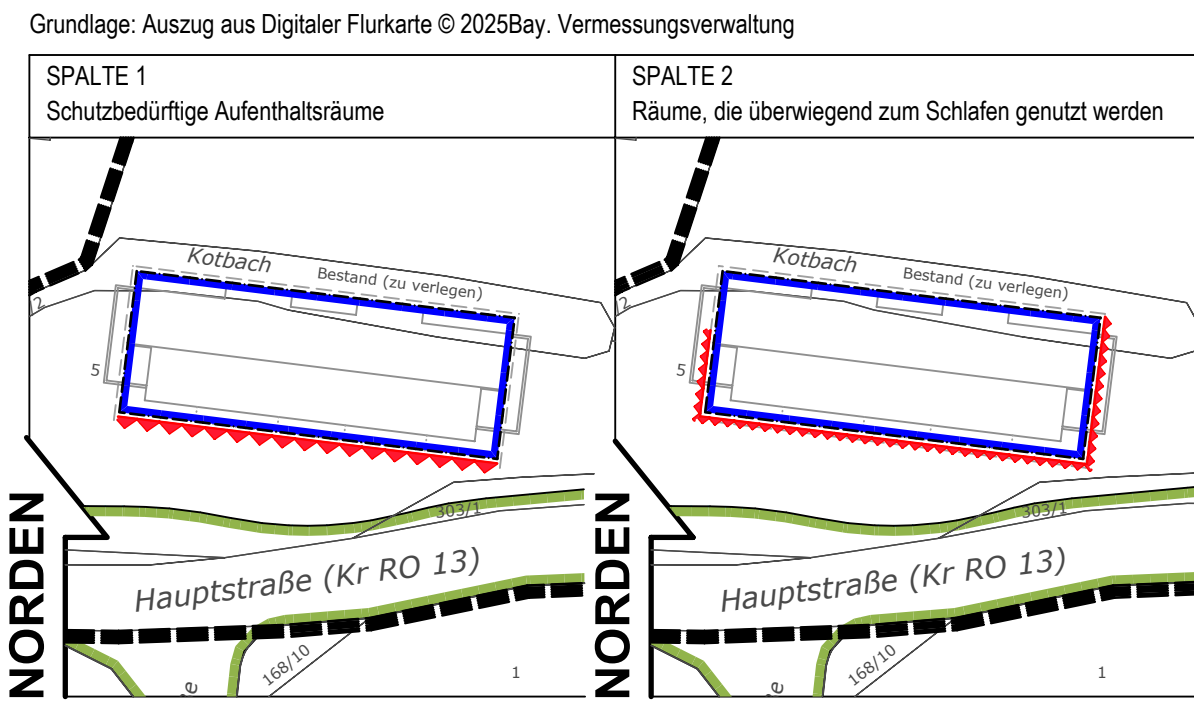 Grundlage: Auszug aus Digitaler Flurkarte © 2025Bay. Vermessungsverwaltung
SPALTE 1
Schutzbedürftige Aufenthaltsräume
SPALTE 2
Räume, die überwiegend zum Schlafen genutzt werden
Kotbach
Bestand (zu verlegen)
2
5
303/1
Hauptstraße (Kr RO 13)
NORDEN
168/10
1
Kotbach
Bestand (zu verlegen)
2
5
303/1
Hauptstraße (Kr RO 13)
NORDEN
168/10
1